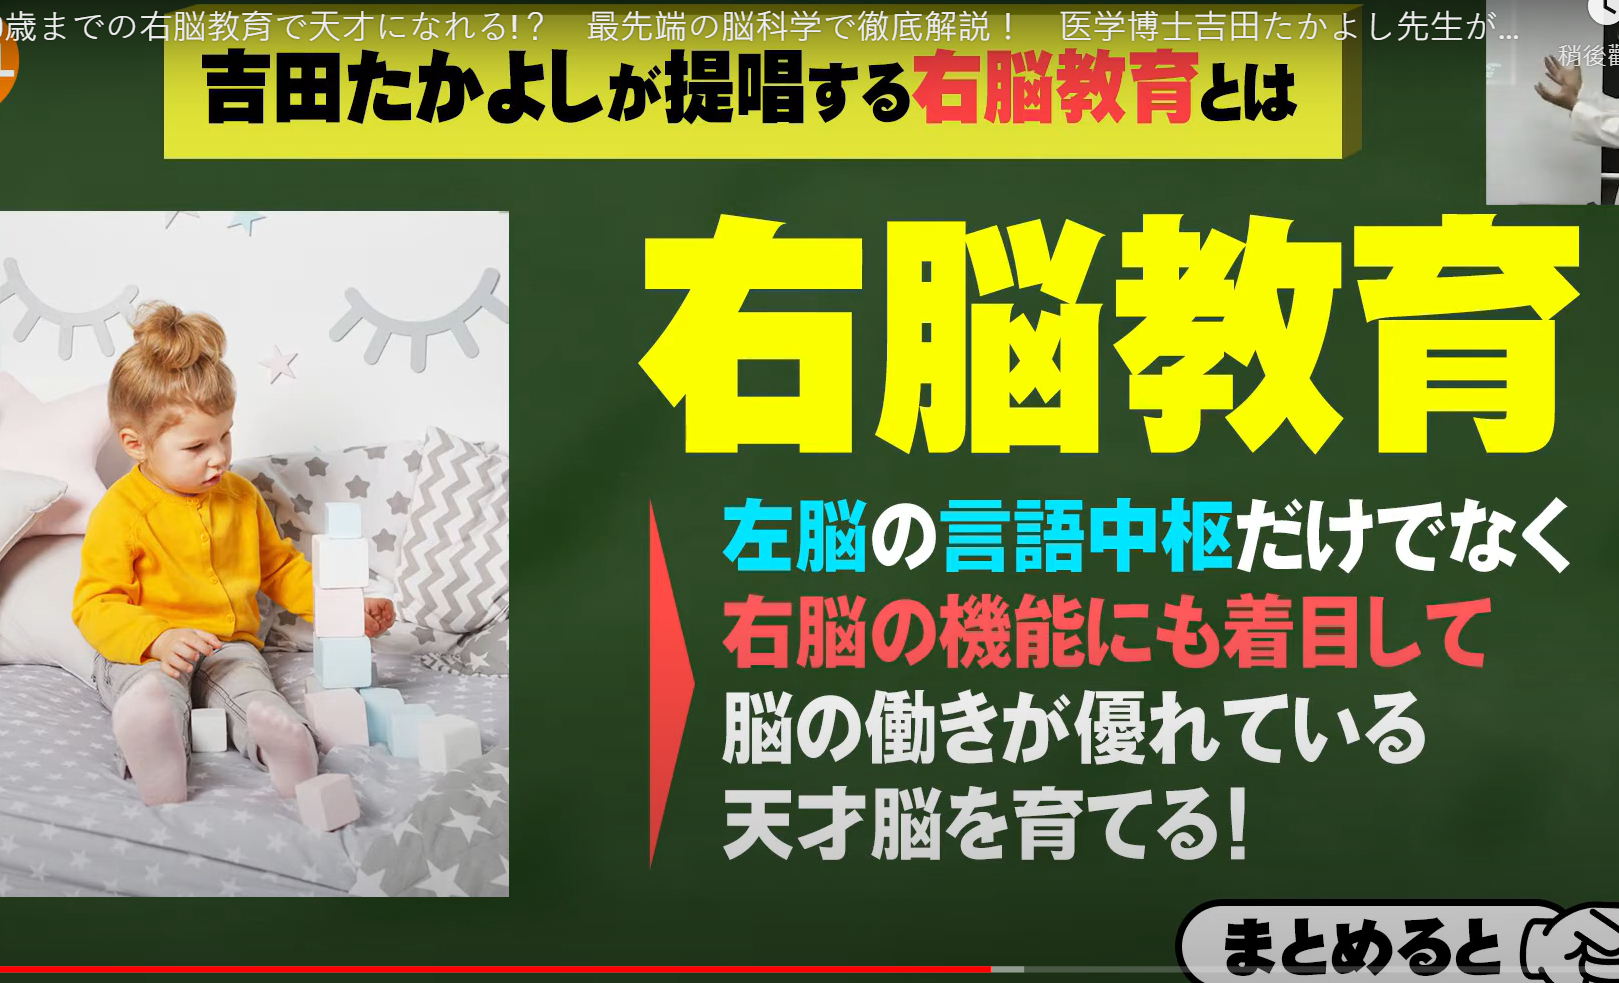 歳までの右脳教育で天才になれる!？　最先端の脳科学で徹底解説！　医学博士吉田たかよし先生が...
稍後
吉田たかよしが提唱する右脳教育とは
右脳教育
左脳の言語中枢だけでなく
右脳の機能にも着目して
脳の働きが優れている
天才脳を育てる!
まとめると